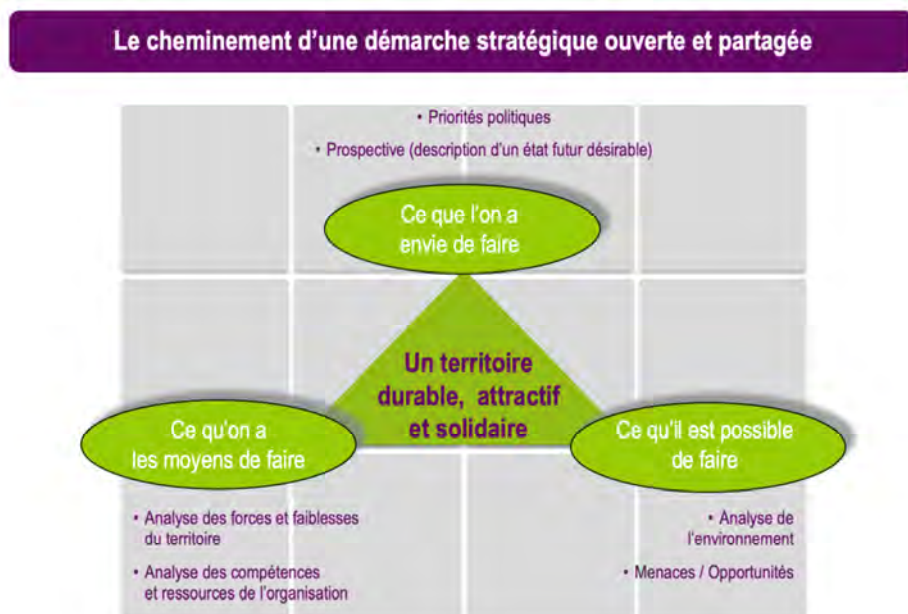 Le cheminement d'une démarche stratégique ouverte et partagée
• Priorités politiques
• Prospective (description d'un état futur désirable)
Ce que l'on a
envie de faire
Un territoire
durable, attractif
et solidaire
Ce qu'on a
les moyens de faire
Ce qu'il est possible
de faire
• Analyse des forces et faiblesses
du territoire
• Analyse des compétences
et ressources de l'organisation
• Analyse de
l'environnement
• Menaces / Opportunités